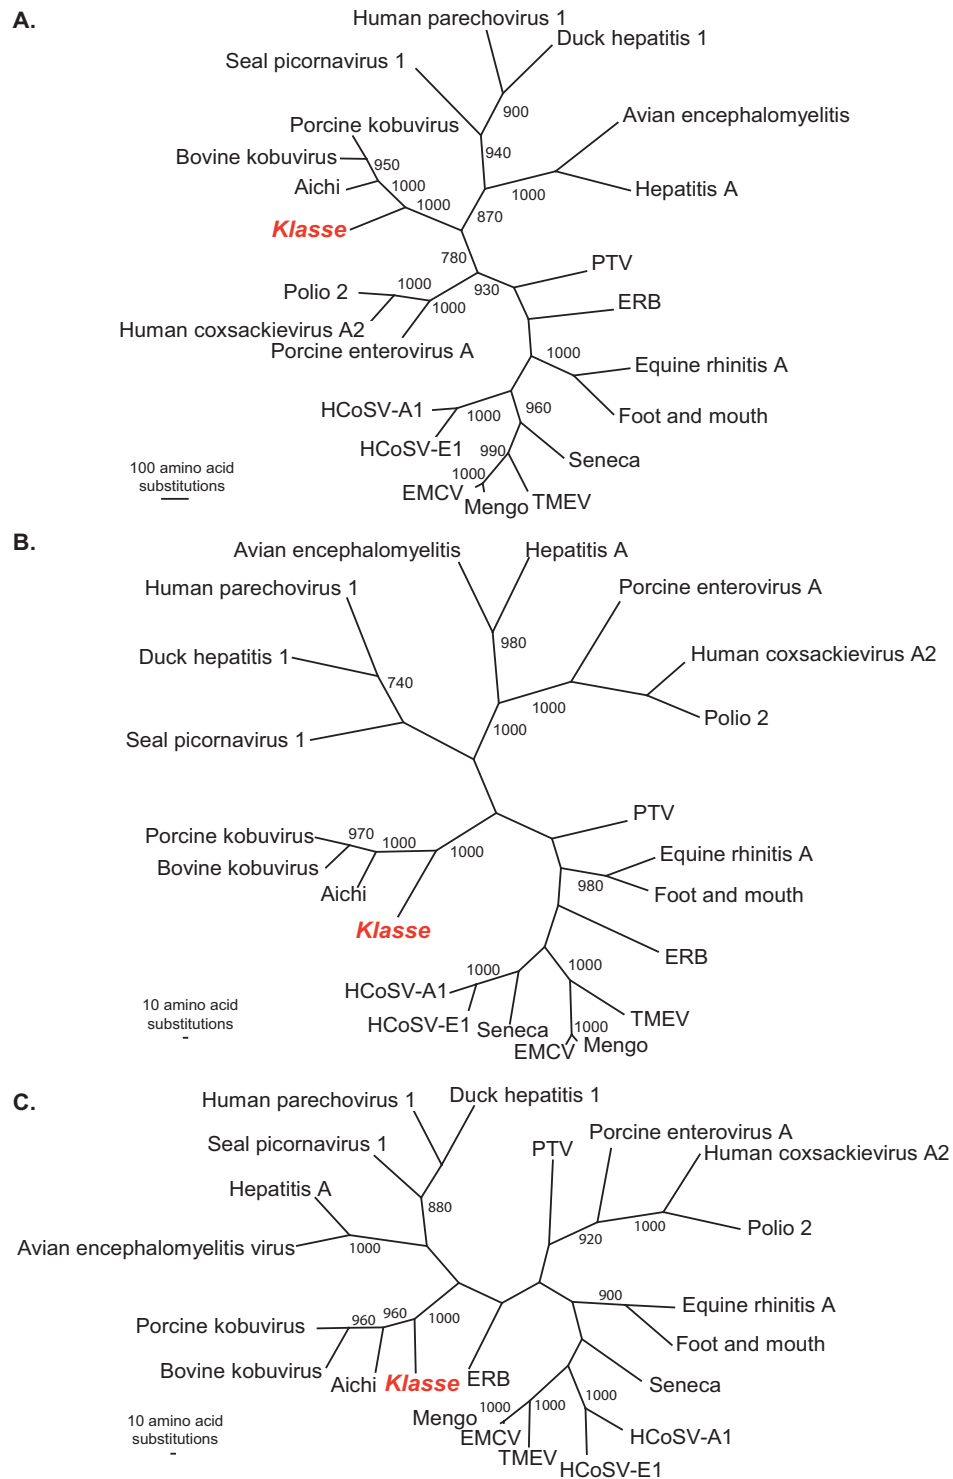 A.
Human parechovirus 1
Duck hepatitis 1
Seal picornavirus 1
900
Avian encephalomyelitis
Porcine kobuvirus
940
Bovine kobuvirus
950
Aichi
1000
1000
1000
Hepatitis A
Klasse
870
780
PTV
1000
930
Polio 2
1000
ERB
Human coxsackievirus A2
Porcine enterovirus A
1000
Equine rhinitis A
HCoSV-A1
1000
960
Foot and mouth
HCoSV-E1
990
Seneca
100 amino acid
substitutions
1000
EMCV
Mengo
TMEV
B.
Avian encephalomyelitis
Hepatitis A
Human parechovirus 1
Porcine enterovirus A
980
Duck hepatitis 1
Human coxsackievirus A2
740
1000
Polio 2
Seal picornavirus 1
1000
PTV
Porcine kobuvirus
970
1000
1000
Equine rhinitis A
Bovine kobuvirus
980
Foot and mouth
Aichi
Klasse
ERB
1000
1000
HCoSV-A1
10 amino acid
substitutions
HCoSV-E1
Seneca
TMEV
1000
EMCV
Mengo
C.
Human parechovirus 1
Duck hepatitis 1
Seal picornavirus 1
PTV
Porcine enterovirus A
Human coxsackievirus A2
Hepatitis A
880
1000
Polio 2
920
Avian encephalomyelitis virus
1000
900
Equine rhinitis A
Porcine kobuvirus
960
960
1000
Foot and mouth
Bovine kobuvirus
Aichi
Klasse
ERB
Seneca
1000
10 amino acid
substitutions
Mengo
1000
1000
EMCV
HCoSV-A1
TMEV
HCoSV-E1